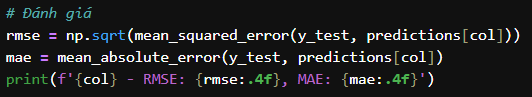 # Đánh giá
rmse = np.sqrt(mean_squared_error(y_test, predictions[col]))
mae = mean_absolute_error(y_test, predictions[col])
print(f'{col} - RMSE: {rmse:.4f}, MAE: {mae:.4f}')